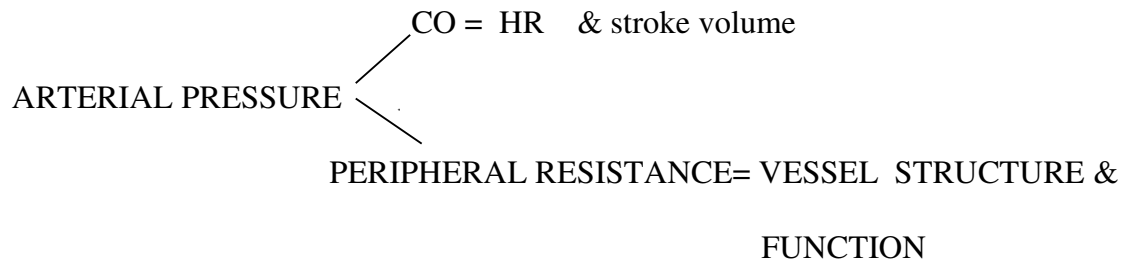 CO = HR & stroke volume
ARTERIAL PRESSURE
PERIPHERAL RESISTANCE= VESSEL STRUCTURE &
FUNCTION